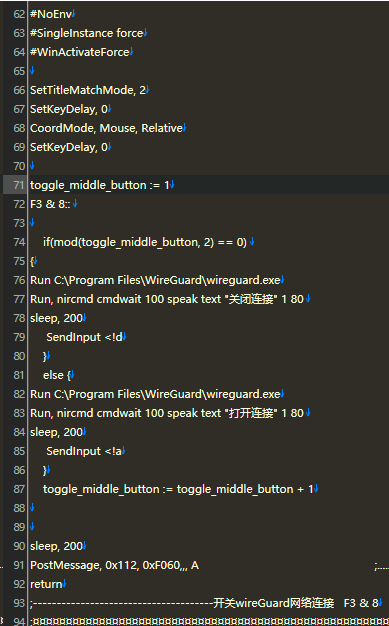 62 #NoEnv
63 #SingleInstance force
64 #WinActivateForce
65
66 SetTitleMatchMode, 2
67 SetKeyDelay, 0
68 CoordMode, Mouse, Relative
69 SetKeyDelay, 0
70
71 toggle_middle_button := 1
72 F3 & 8::
73
74 if(mod(toggle_middle_button, 2) == 0)
75 {
76 Run C:\Program Files\WireGuard\wireguard.exe
77 Run, nircmd cmdwait 100 speak text "关闭连接" 1 80
78 sleep, 200
79 SendInput <!d
80 }
81 else {
82 Run C:\Program Files\WireGuard\wireguard.exe
83 Run, nircmd cmdwait 100 speak text "打开连接" 1 80
84 sleep, 200
85 SendInput <!a
86 }
87 toggle_middle_button := toggle_middle_button + 1
88
89
90 sleep, 200
91 PostMessage, 0x112, 0xF060,,, A ;....
92 return
93 ;--------------------------------------开关wireGuard网络连接 F3 & 8
94